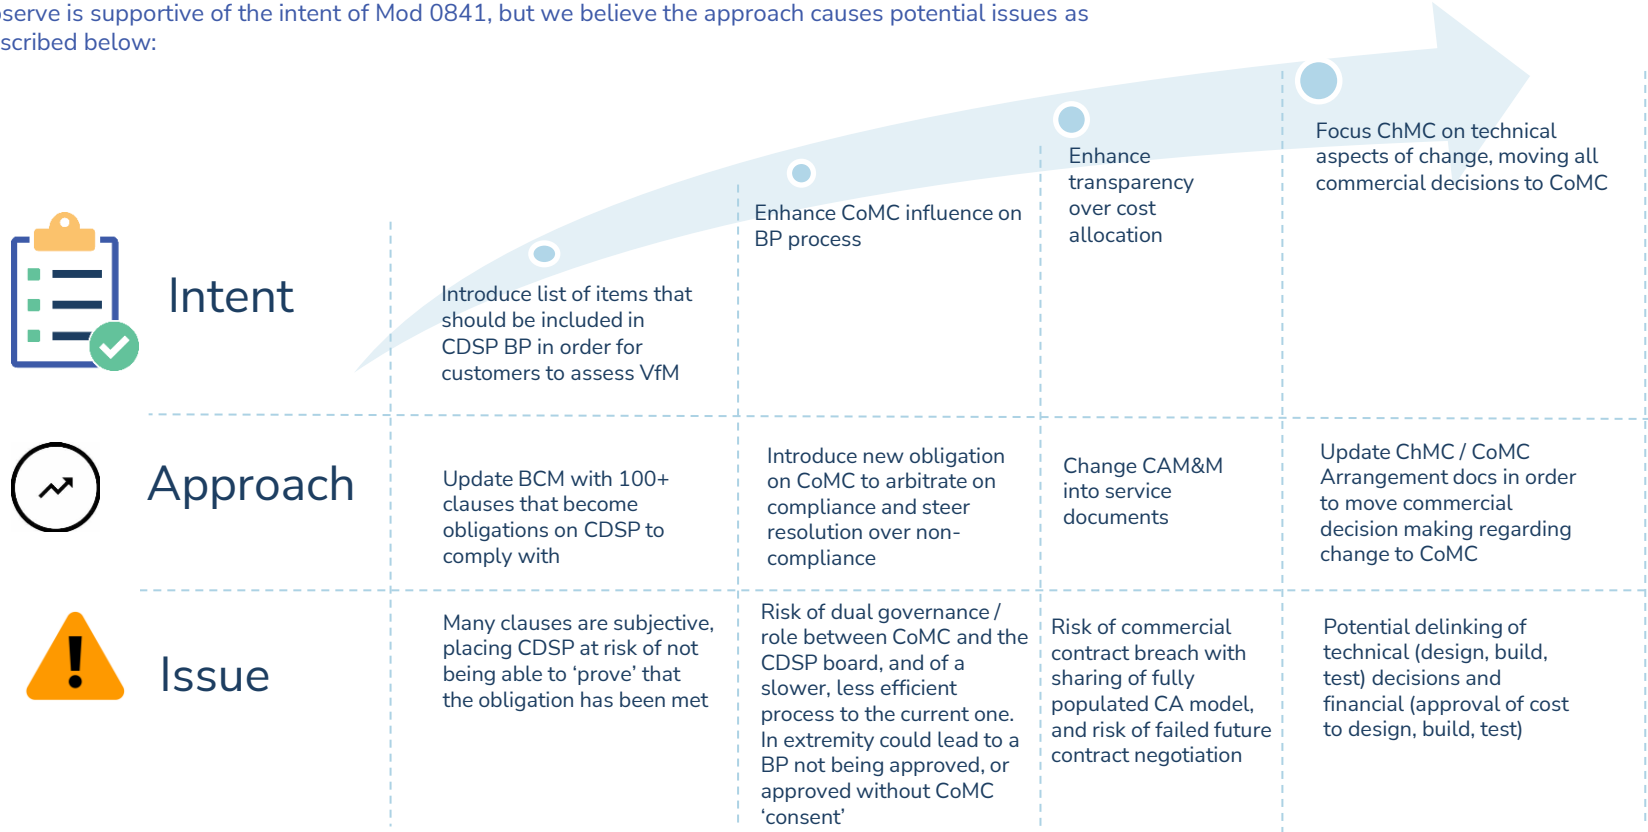 serve is supportive of the intent of Mod 0841, but we believe the approach causes potential issues as
scribed below:
Intent
Introduce list of items that
should be included in
CDSP BP in order for
customers to assess VfM
Enhance CoMC influence on
BP process
Enhance
transparency
over cost
allocation
Focus ChMC on technical
aspects of change, moving all
commercial decisions to CoMC
Approach
Update BCM with 100+
clauses that become
obligations on CDSP to
comply with
Introduce new obligation
on CoMC to arbitrate on
compliance and steer
resolution over non-
compliance
Change CAM&M
into service
documents
Update ChMC / CoMC
Arrangement docs in order
to move commercial
decision making regarding
change to CoMC
Issue
Many clauses are subjective,
placing CDSP at risk of not
being able to ‘prove’ that
the obligation has been met
Risk of dual governance /
role between CoMC and the
CDSP board, and of a
slower, less efficient
process to the current one.
In extremity could lead to a
BP not being approved, or
approved without CoMC
‘consent’
Risk of commercial
contract breach with
sharing of fully
populated CA model,
and risk of failed future
contract negotiation
Potential delinking of
technical (design, build,
test) decisions and
financial (approval of cost
to design, build, test)